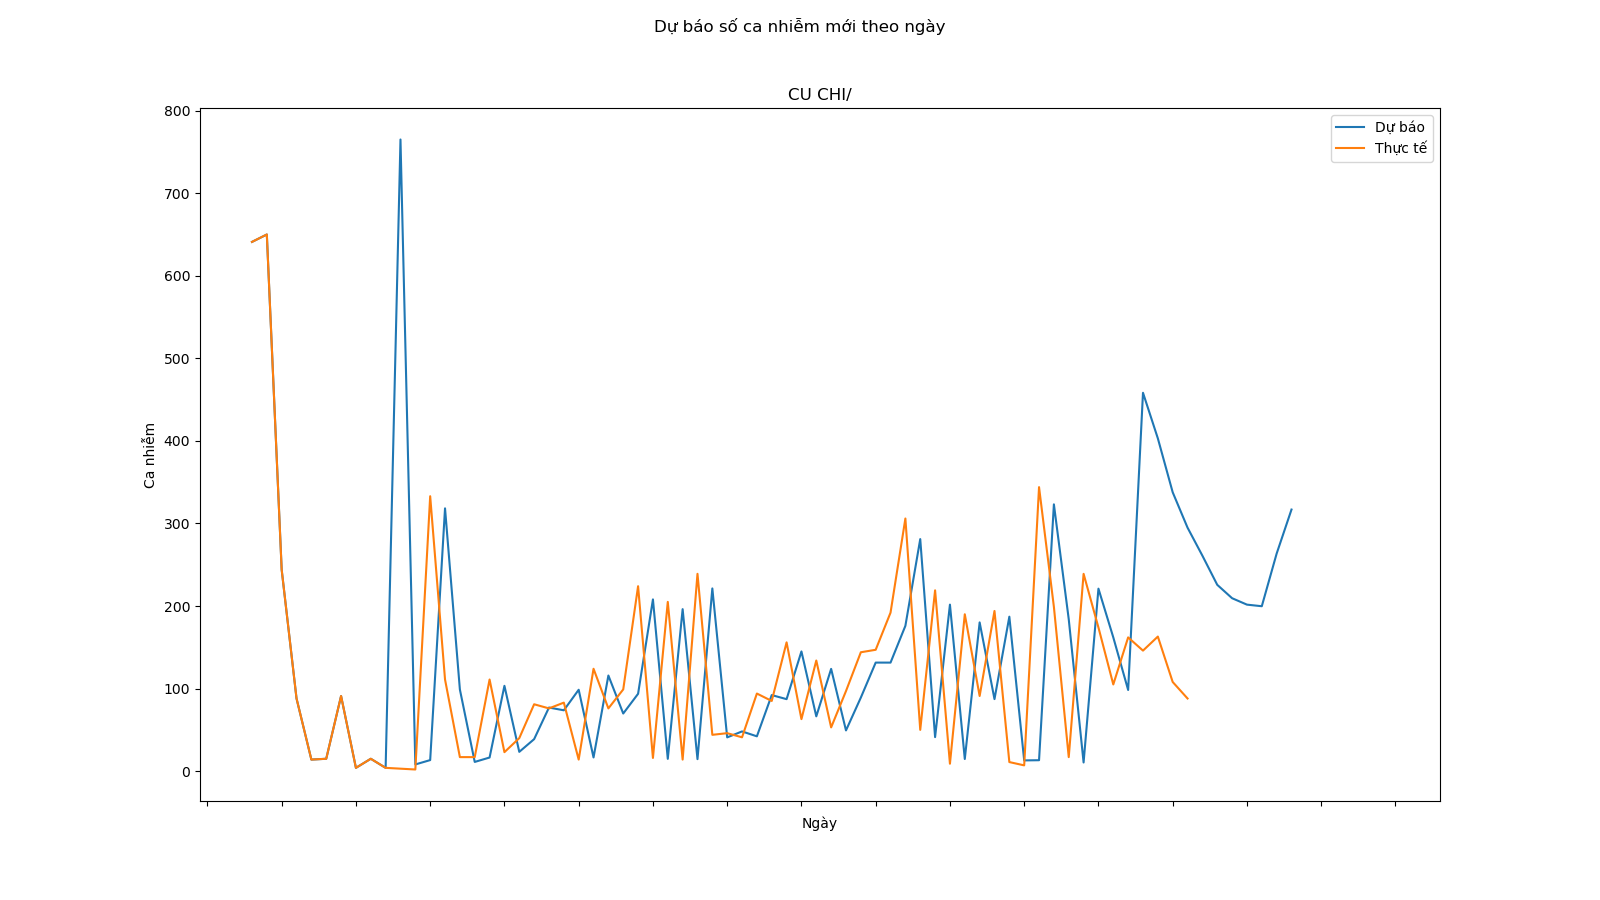 Dự báo số ca nhiễm mới theo ngày
CU CHI/
800
700
600
500
400
300
200
100
0
Ca nhiễm
Ngày
Dự báo
Thực tế